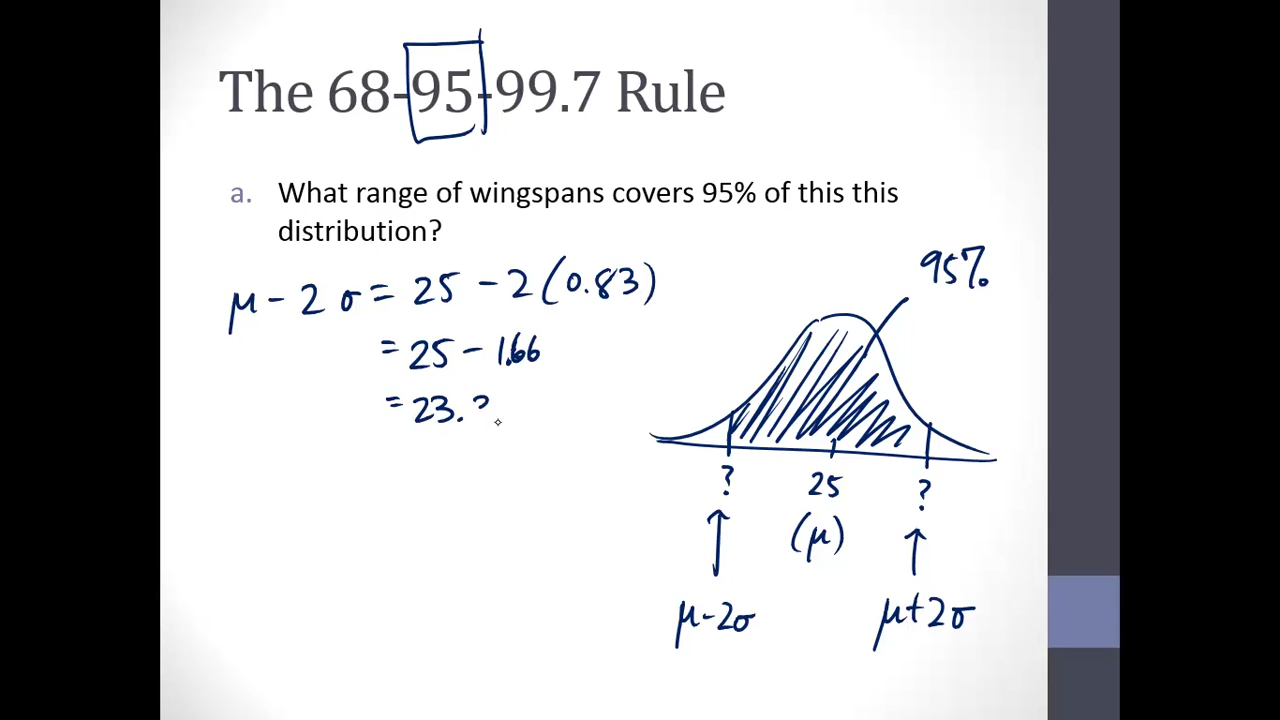 The 68-95-99.7 Rule
a. What range of wingspans covers 95% of this this
distribution?
95%
μ - 2σ = 25 - 2(0.83)
= 25 - 1.66
= 23.
? 25 ?
(μ)
μ-2σ μ+2σ